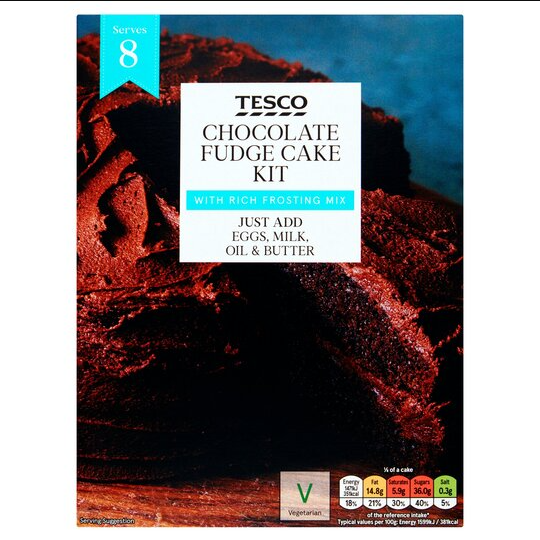 Serves
8
TESCO
CHOCOLATE
FUDGE CAKE
KIT
WITH RICH FROSTING MIX
JUST ADD
EGGS, MILK,
OIL & BUTTER
⅛ of a cake
Energy Fat Saturates Sugars Salt
1471kJ 14.8g 5.9g 36.0g 0.3g
351kcal
18% 21% 30% 40% 5%
of the reference intake*
Typical values per 100g: Energy 1599kJ / 381kcal
V
Vegetarian
Serving Suggestion